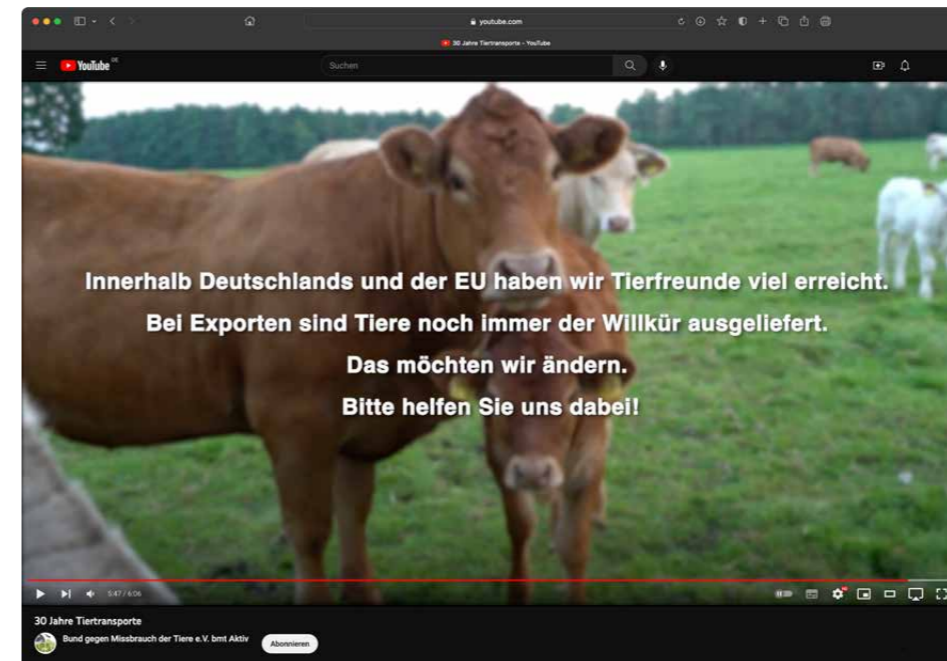 youtube.com
30 Jahre Tiertransporte - YouTube
YouTube DE
Suchen
Innerhalb Deutschlands und der EU haben wir Tierfreunde viel erreicht.
Bei Exporten sind Tiere noch immer der Willkür ausgeliefert.
Das möchten wir ändern.
Bitte helfen Sie uns dabei!
5:47 / 6:06
30 Jahre Tiertransporte
Bund gegen Missbrauch der Tiere e.V. bmt Aktiv
Abonnieren